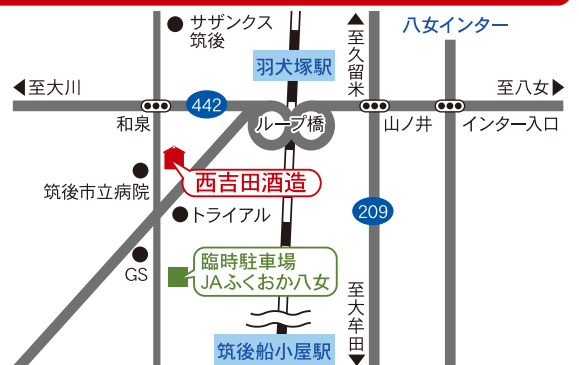 サザンクス
筑後
至久留米
八女インター
羽犬塚駅
至大川
442
至八女
和泉
ループ橋
山ノ井
インター入口
西吉田酒造
筑後市立病院
トライアル
209
臨時駐車場
JAふくおか八女
GS
至大牟田
筑後船小屋駅